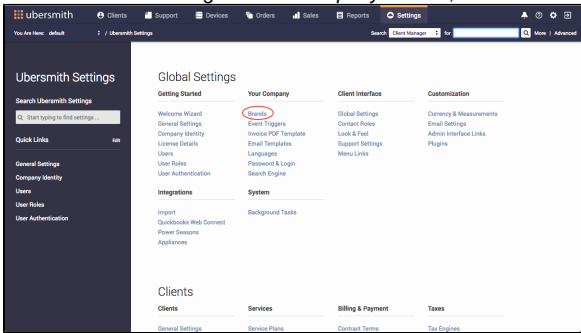 ubersmith Clients Support Devices Orders Sales Reports Settings
You Are Here: default / Ubersmith Settings Search Client Manager for More | Advanced
Ubersmith Settings
Search Ubersmith Settings
Start typing to find settings ...
Quick Links Edit
General Settings
Company Identity
Users
User Roles
User Authentication
Global Settings
Getting Started Your Company Client Interface Customization
Welcome Wizard Brands Global Settings Currency & Measurements
General Settings Event Triggers Contact Roles Email Settings
Company Identity Invoice PDF Template Look & Feel Admin Interface Links
License Details Email Templates Support Settings Plugins
Users Languages Menu Links
User Roles Password & Login
User Authentication Search Engine
Integrations System
Import Background Tasks
Quickbooks Web Connect
Power Seasons
Appliances
Clients
Clients Services Billing & Payment Taxes
General Settings Service Plans Contract Terms Tax Engines